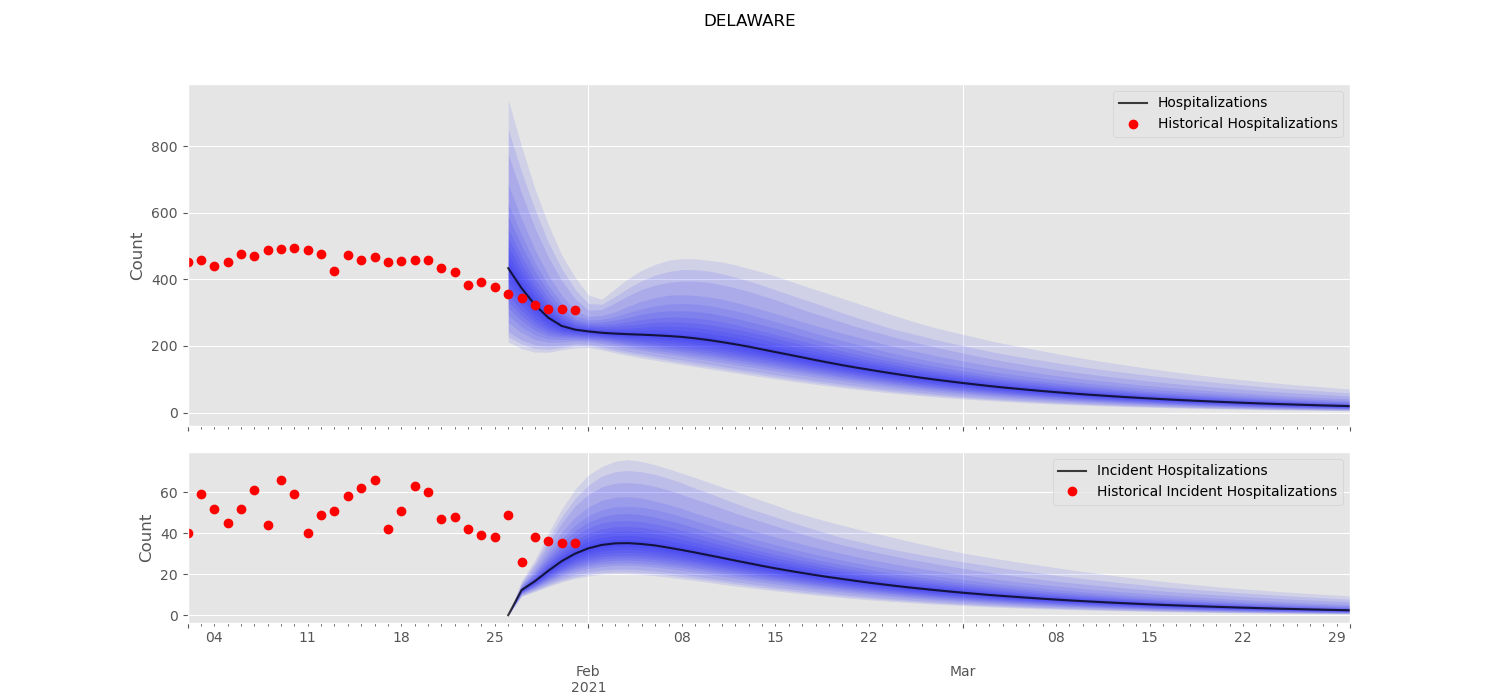 DELAWARE
Hospitalizations
Historical Hospitalizations
800
600
400
200
0
Count
Incident Hospitalizations
Historical Incident Hospitalizations
60
40
20
0
Count
04 11 18 25 08 15 22 08 15 22 29
Feb Mar
2021